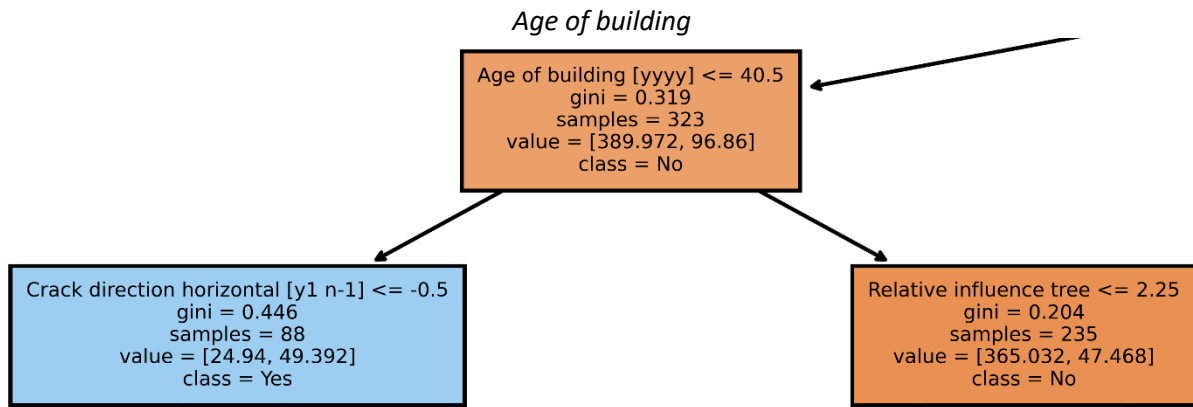 Age of building
Age of building [yyyy] <= 40.5
gini = 0.319
samples = 323
value = [389.972, 96.86]
class = No
Crack direction horizontal [y1 n-1] <= -0.5
gini = 0.446
samples = 88
value = [24.94, 49.392]
class = Yes
Relative influence tree <= 2.25
gini = 0.204
samples = 235
value = [365.032, 47.468]
class = No